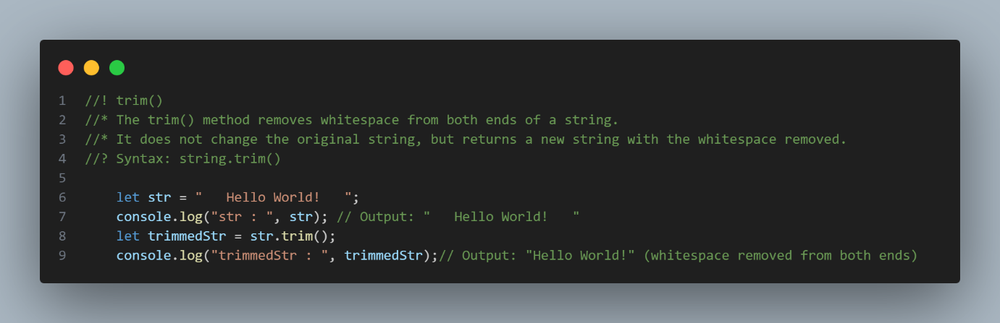 1 //! trim()
2 //* The trim() method removes whitespace from both ends of a string.
3 //* It does not change the original string, but returns a new string with the whitespace removed.
4 //? Syntax: string.trim()
5
6     let str = "   Hello World!   ";
7     console.log("str : ", str); // Output: "   Hello World!   "
8     let trimmedStr = str.trim();
9     console.log("trimmedStr : ", trimmedStr);// Output: "Hello World!" (whitespace removed from both ends)